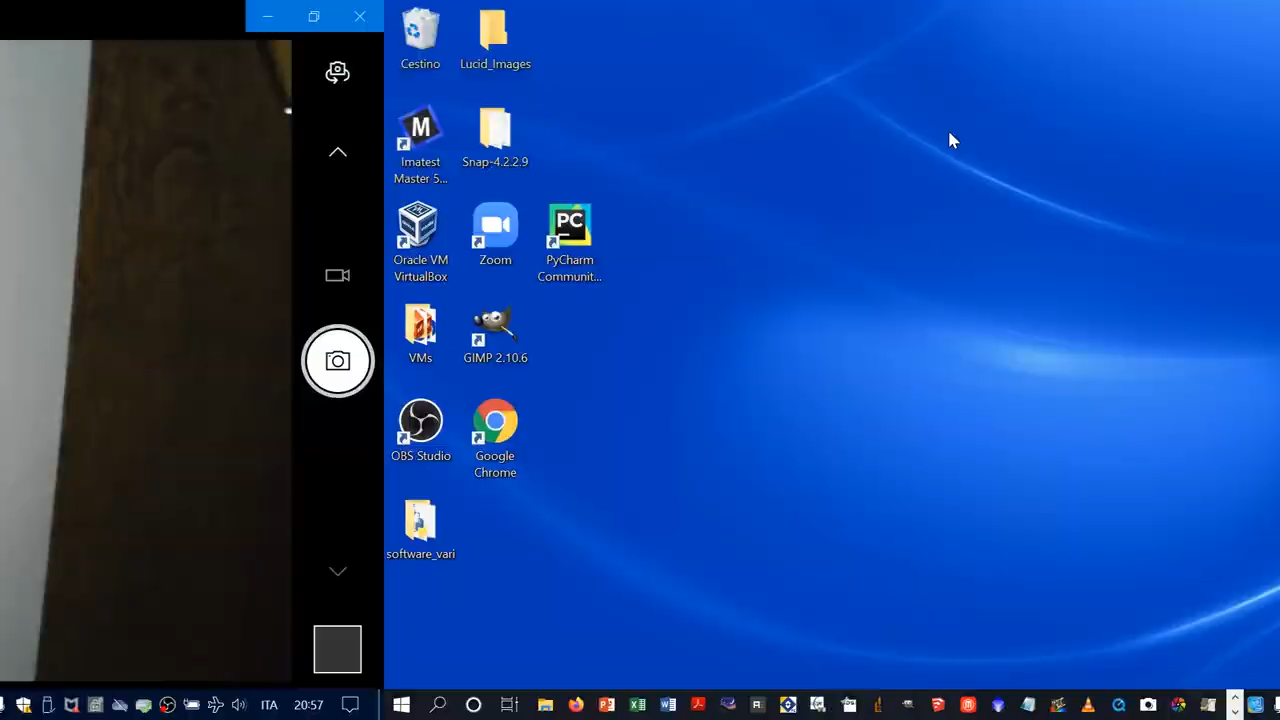 Cestino
Lucid_Images
M
Imatest
Master 5...
Snap-4.2.2.9
Oracle VM
VirtualBox
Zoom
PC
PyCharm
Communit...
VMs
GIMP 2.10.6
OBS Studio
Google
Chrome
software_vari
ITA
20:57